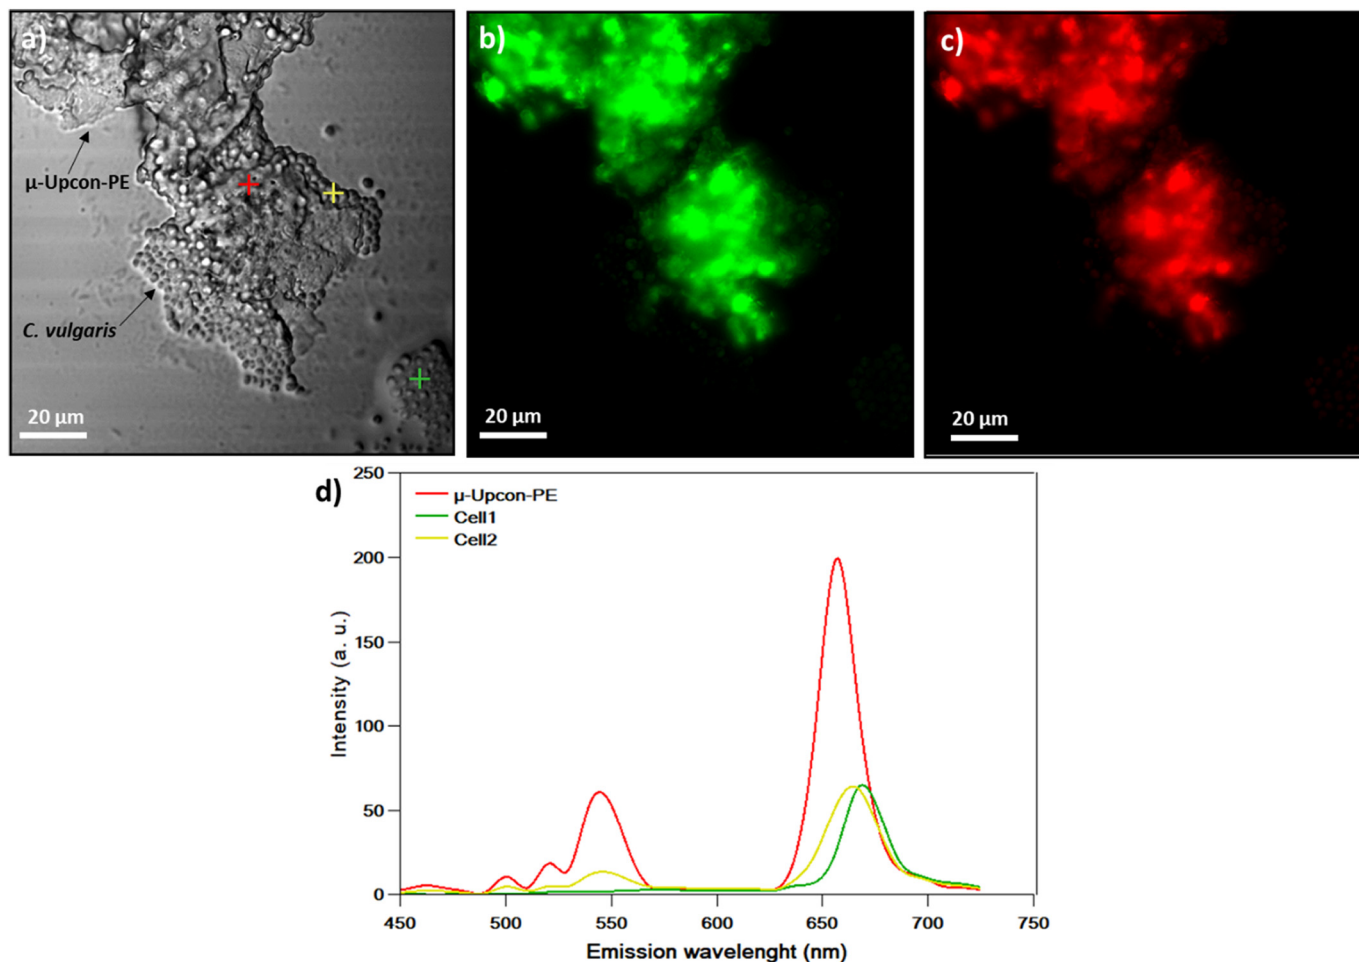 a)
μ-Upcon-PE
C. vulgaris
20 μm
b)
20 μm
c)
20 μm
d)
250
200
150
100
50
0
Intensity (a. u.)
μ-Upcon-PE
Cell1
Cell2
450 500 550 600 650 700 750
Emission wavelenght (nm)